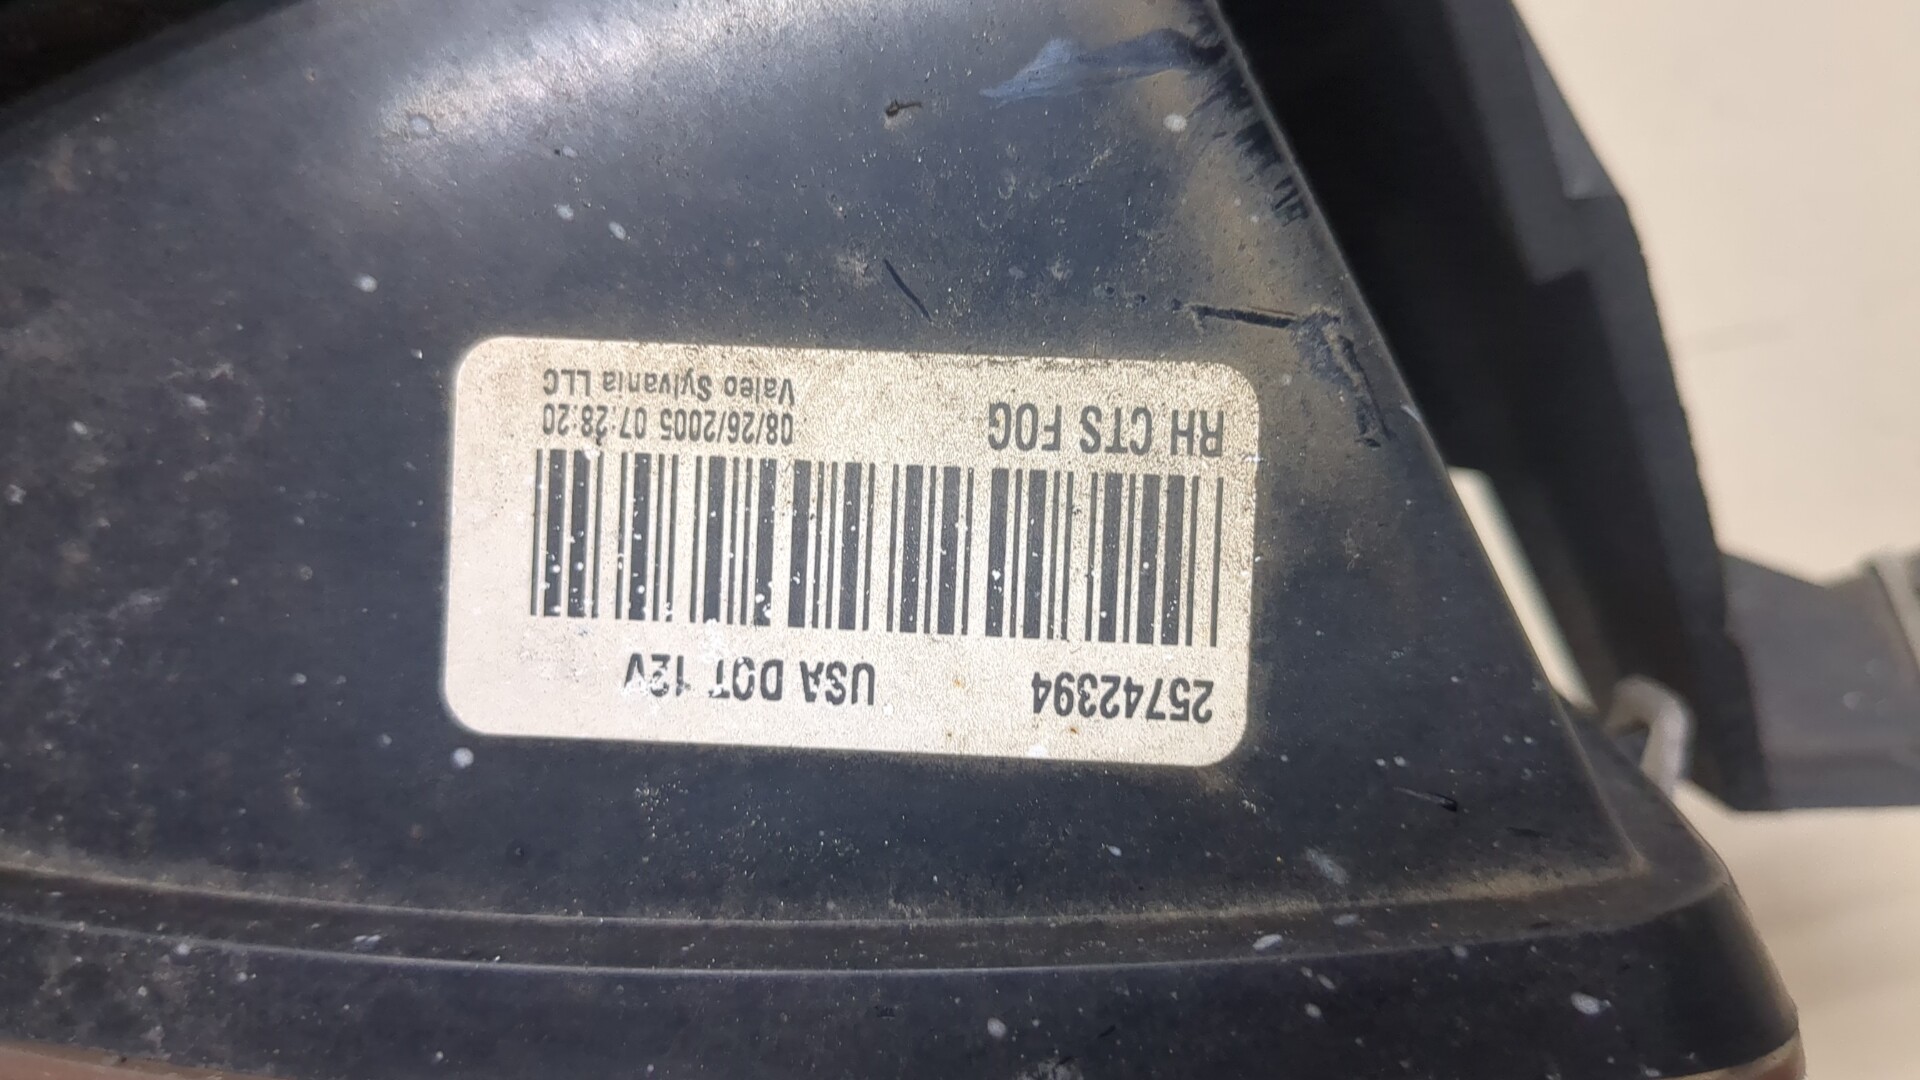 25742394 USA DOT 12V
RH CTS FOG 08/26/2005 07:28:20
Valeo Sylvania LLC